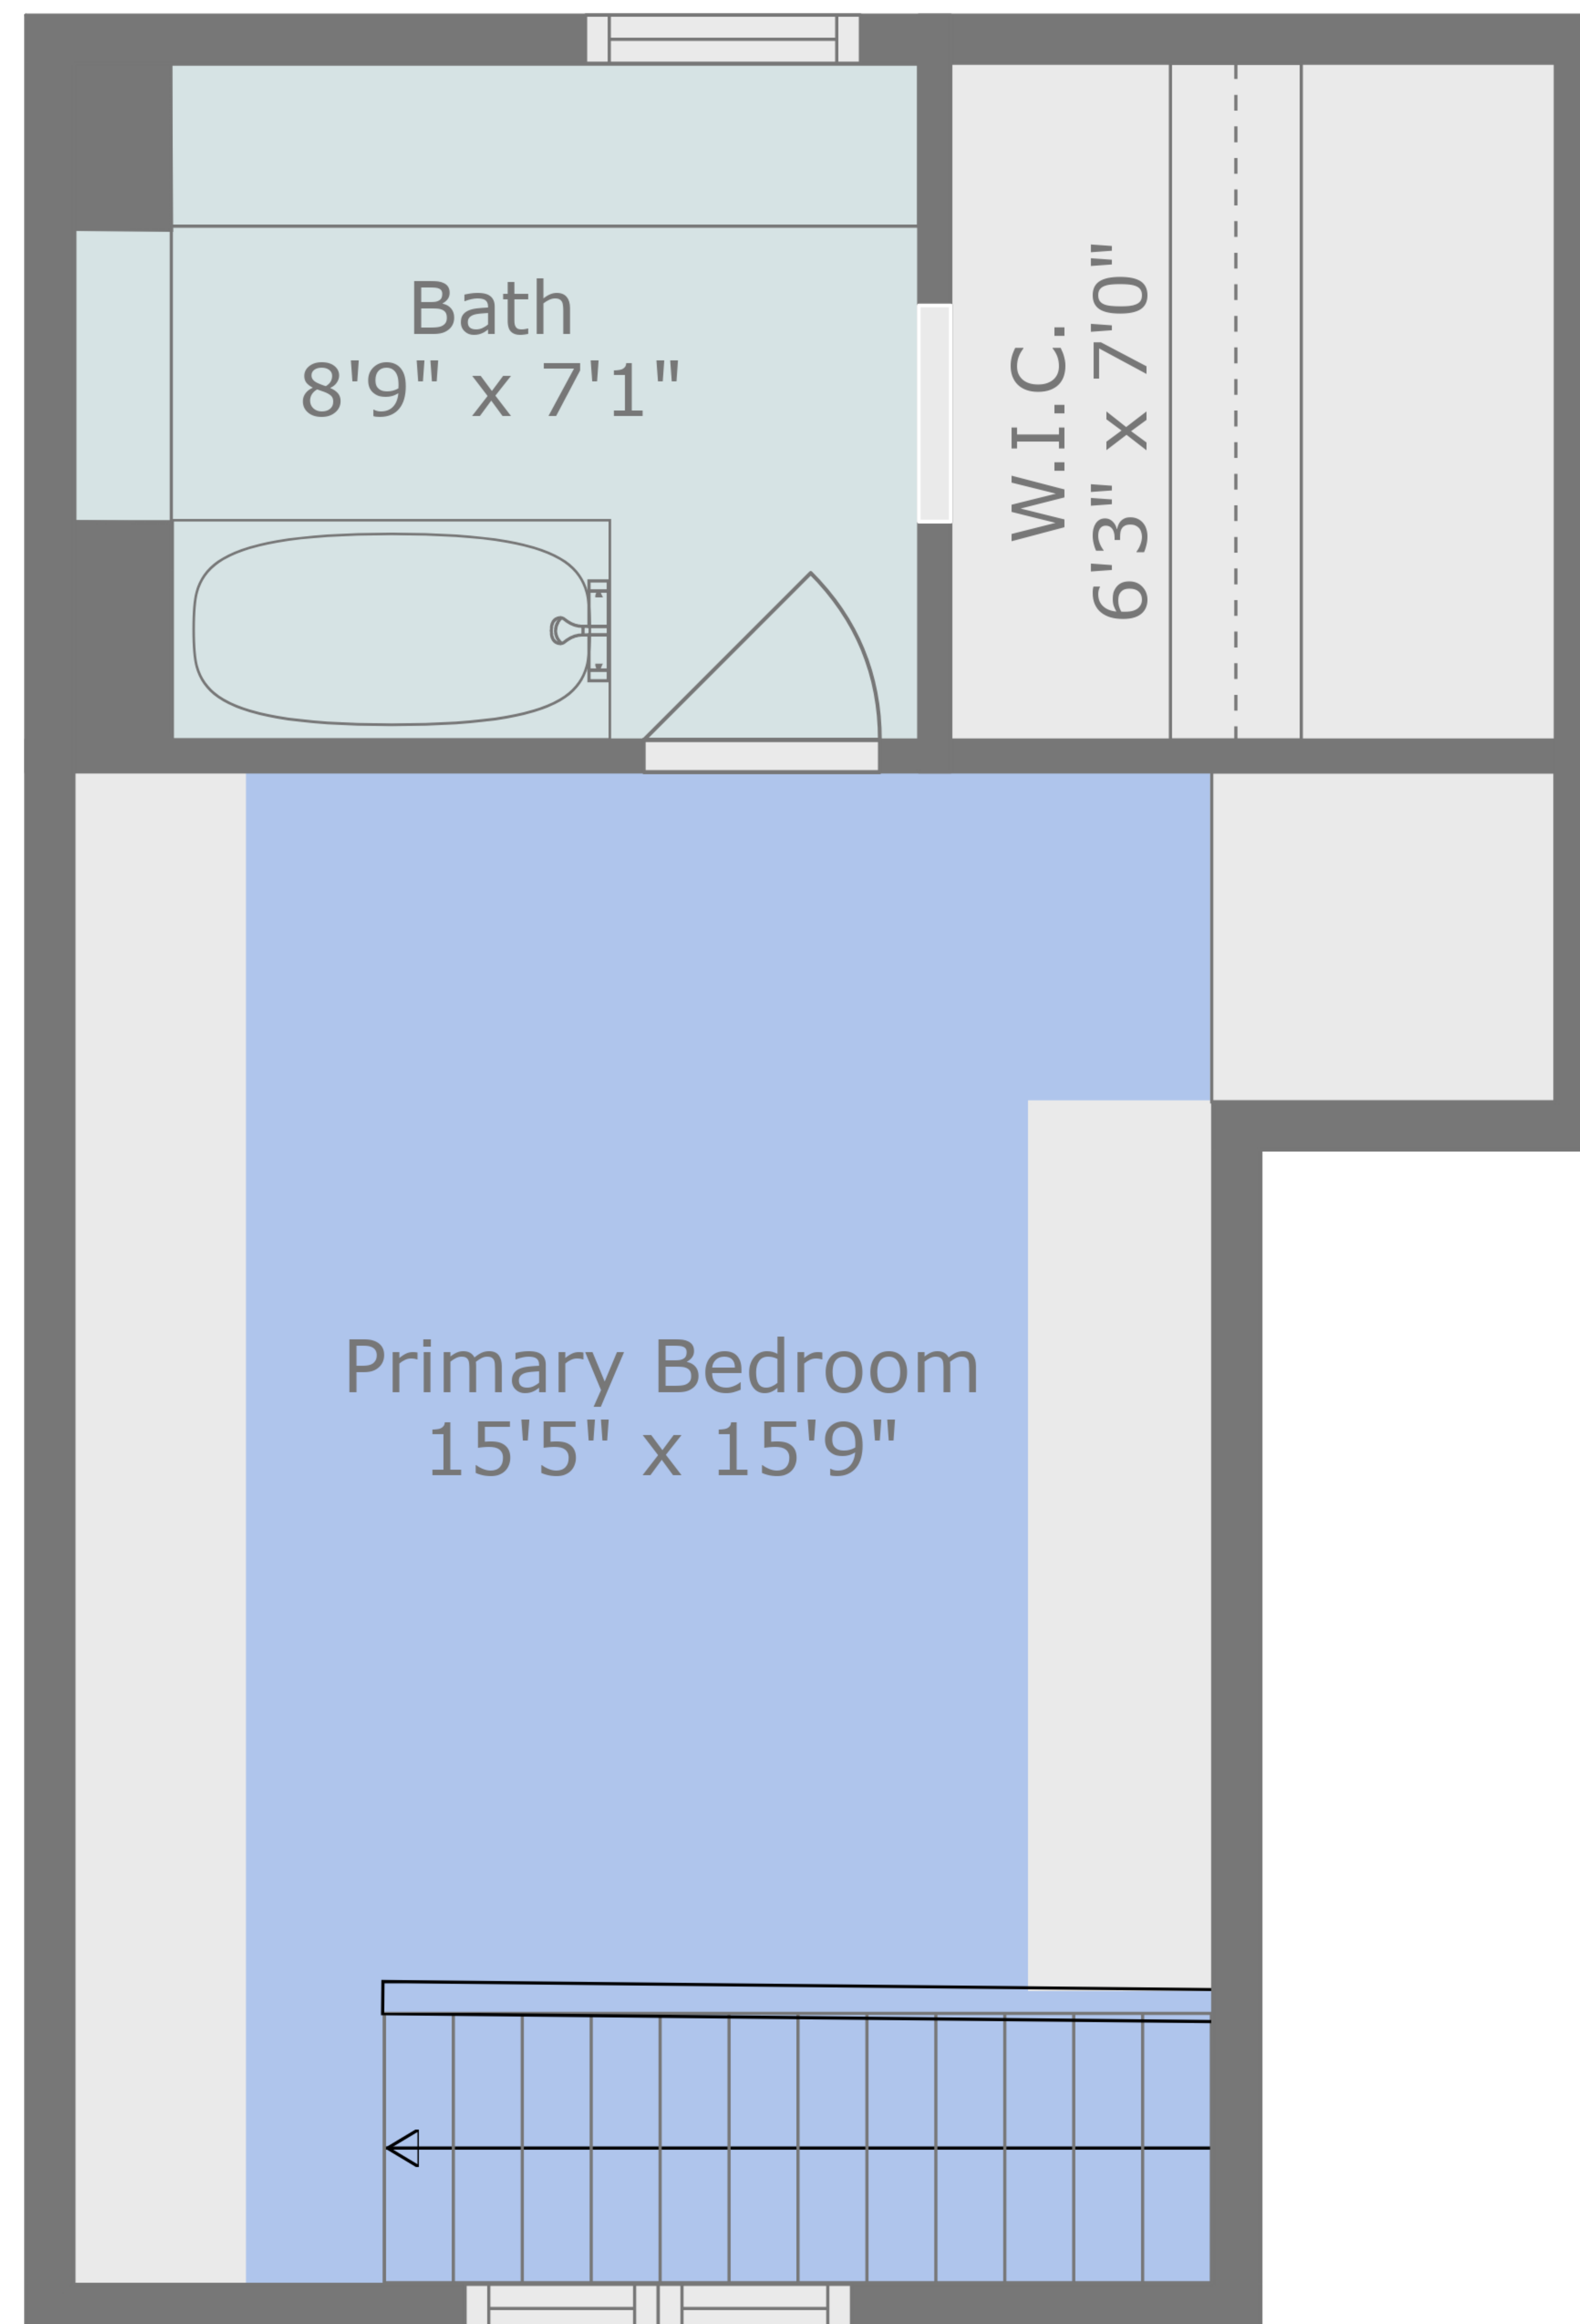 Bath
8'9" x 7'1"
W.I.C.
6'3" x 7'0"
Primary Bedroom
15'5" x 15'9"